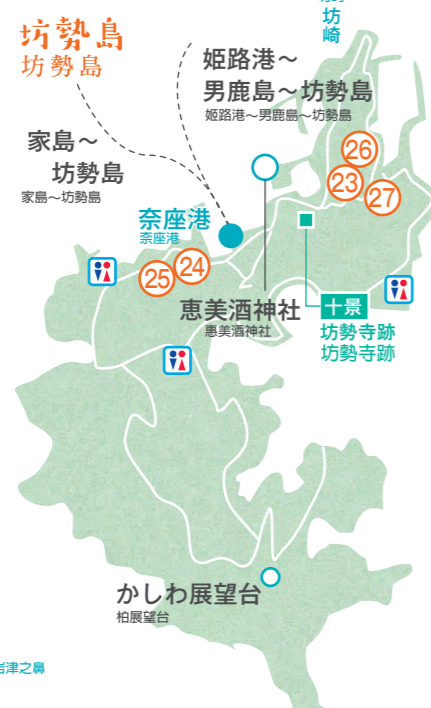 坊
崎
坊勢島
坊勢島
姫路港〜
男鹿島〜坊勢島
姫路港〜男鹿島〜坊勢島
家島〜
坊勢島
家島〜坊勢島
26
23
27
奈座港
奈座港
24
25
恵美酒神社
恵美酒神社
十景
坊勢寺跡
坊勢寺跡
かしわ展望台
柏展望台
岩津之鼻